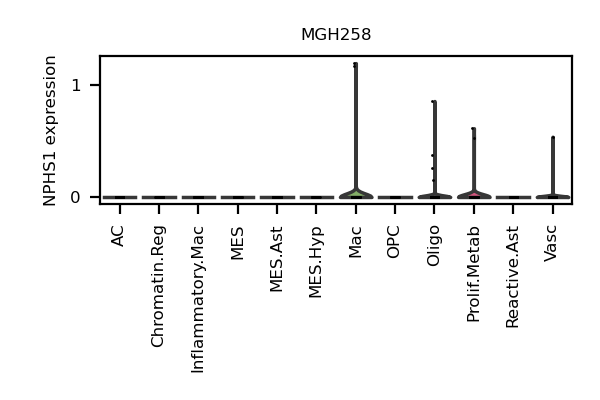 MGH258
NPHS1 expression
1
0
AC
Chromatin.Reg
Inflammatory.Mac
MES
MES.Ast
MES.Hyp
Mac
OPC
Oligo
Prolif.Metab
Reactive.Ast
Vasc